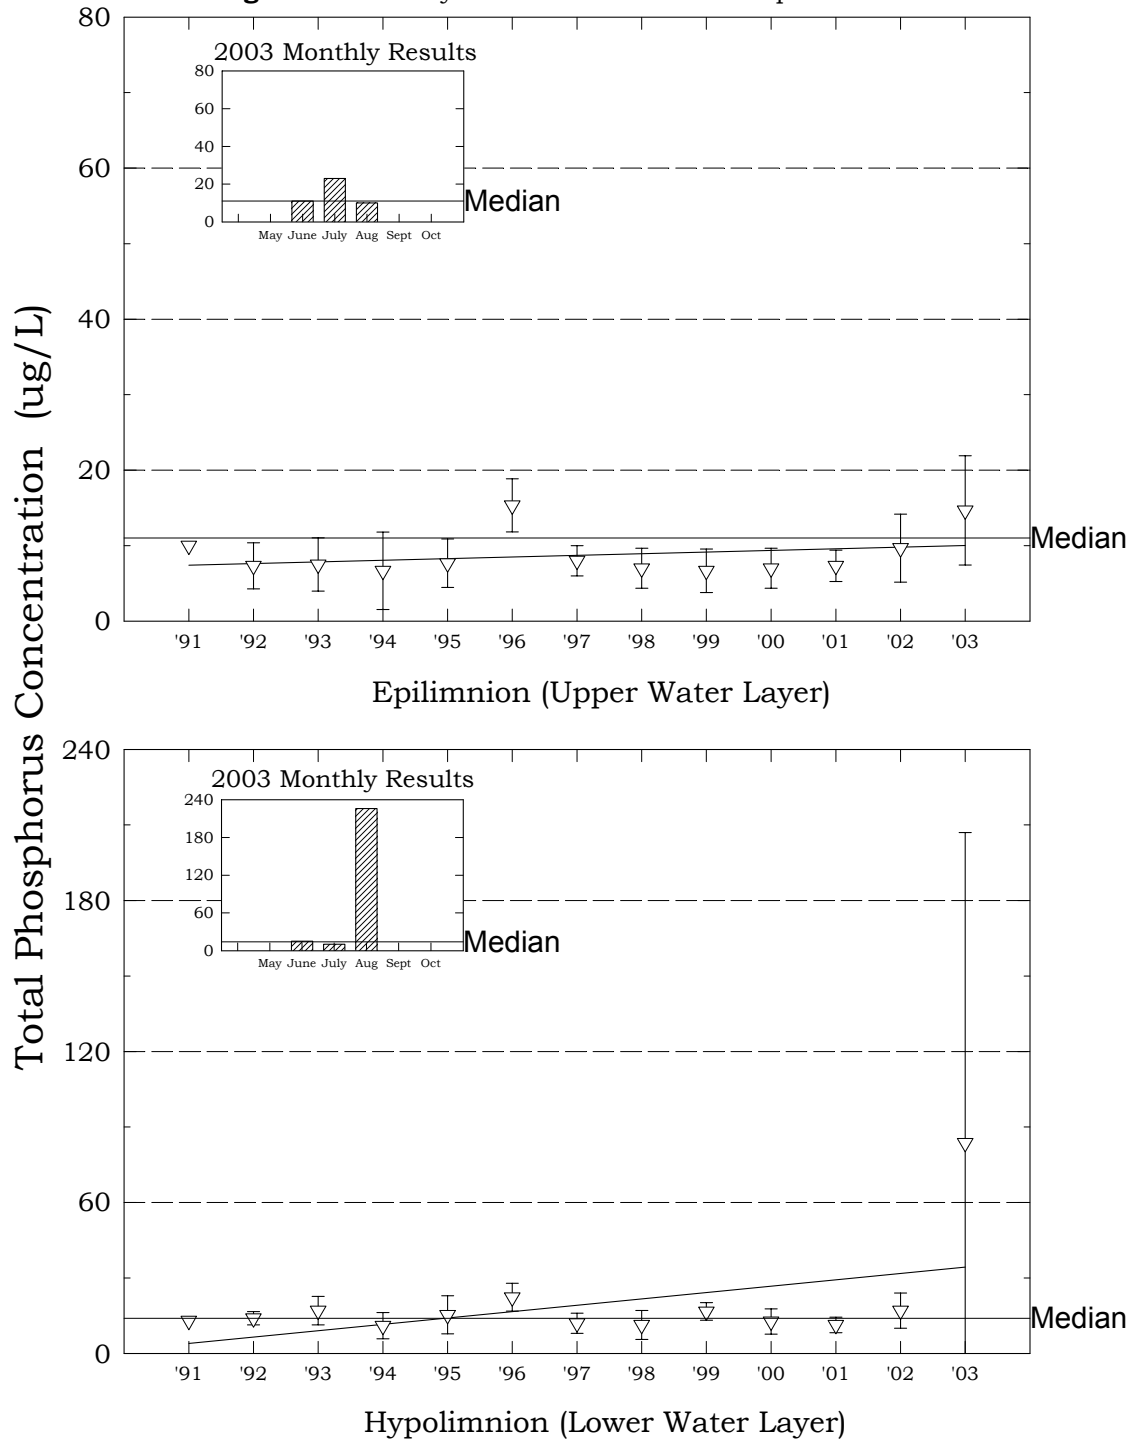 80
2003 Monthly Results
80
60
40
20
0
Median
May June July Aug Sept Oct
60
40
20
Median
0
'91 '92 '93 '94 '95 '96 '97 '98 '99 '00 '01 '02 '03
Epilimnion (Upper Water Layer)
Total Phosphorus Concentration (ug/L)
240
2003 Monthly Results
240
180
120
60
0
Median
May June July Aug Sept Oct
180
120
60
Median
0
'91 '92 '93 '94 '95 '96 '97 '98 '99 '00 '01 '02 '03
Hypolimnion (Lower Water Layer)